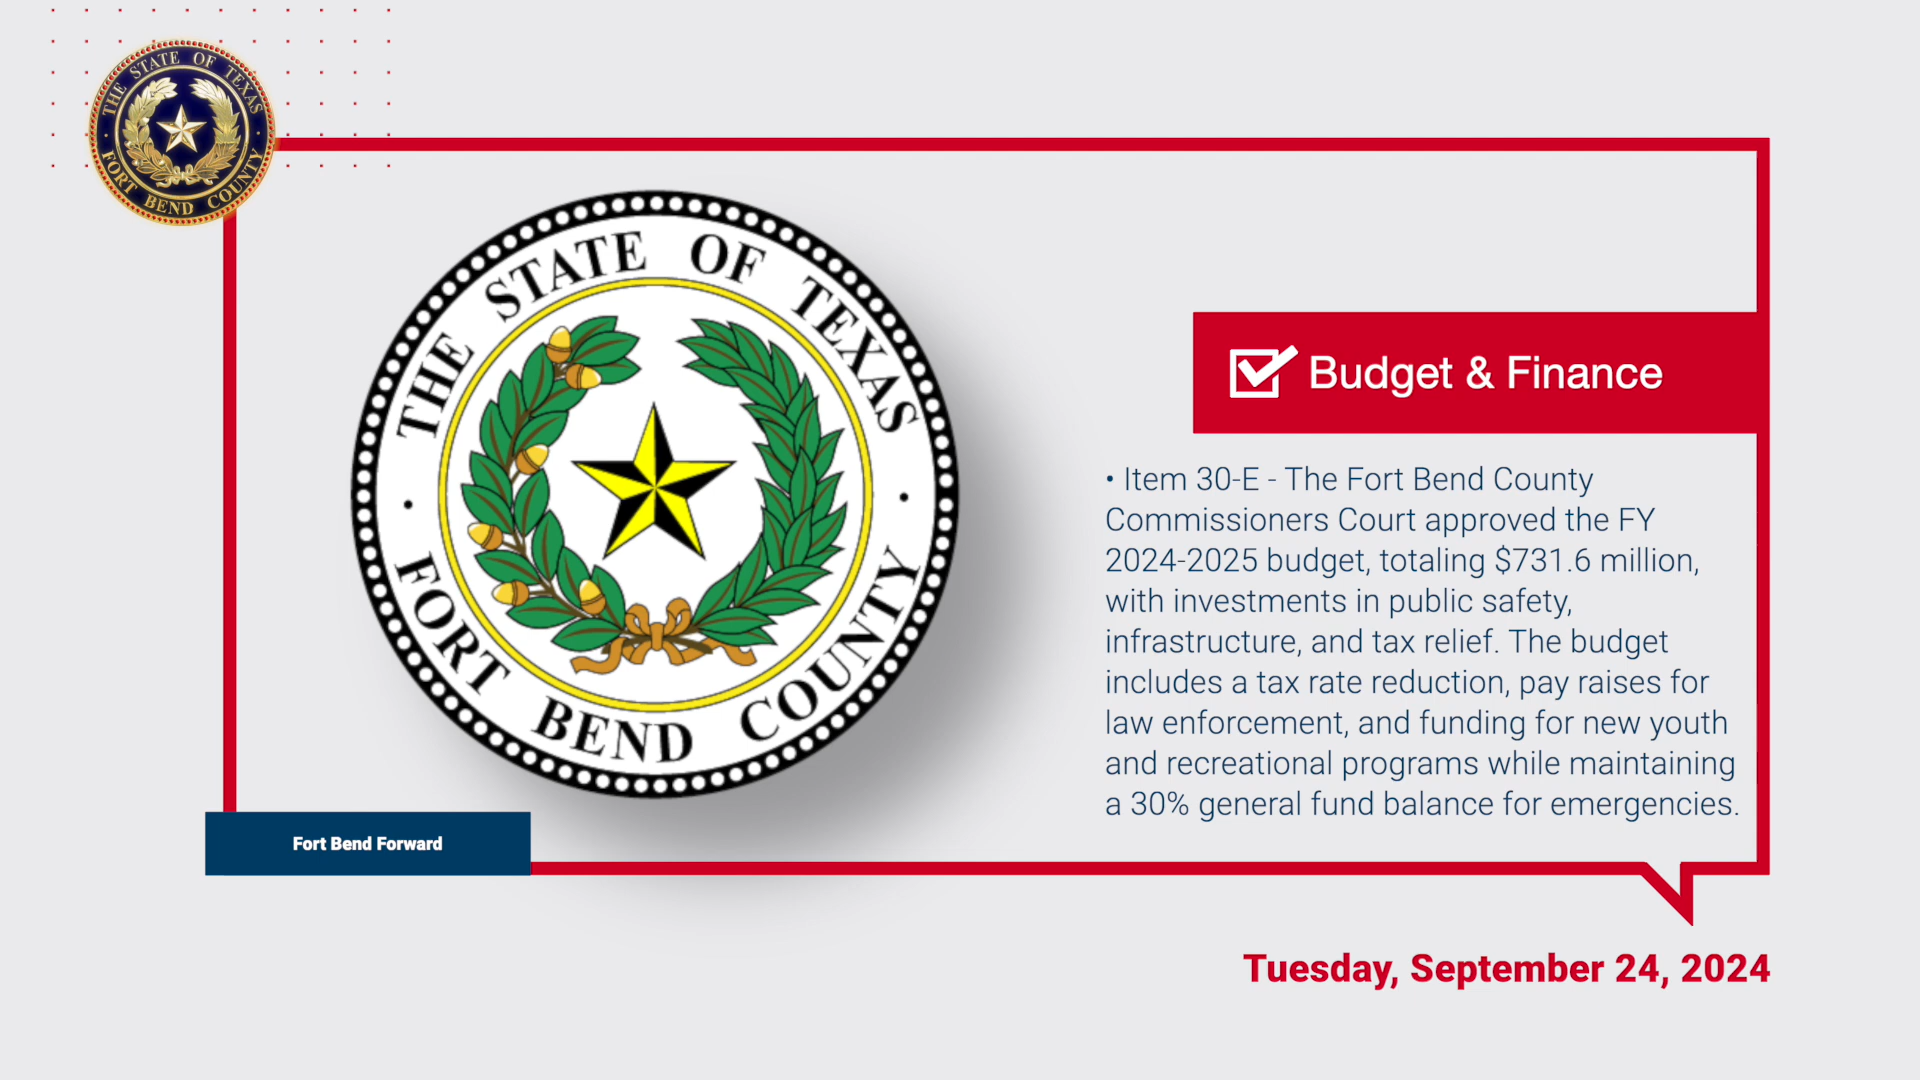 THE STATE OF TEXAS
FORT BEND COUNTY
THE STATE OF TEXAS
FORT BEND COUNTY
Budget & Finance
• Item 30-E - The Fort Bend County
Commissioners Court approved the FY
2024-2025 budget, totaling $731.6 million,
with investments in public safety,
infrastructure, and tax relief. The budget
includes a tax rate reduction, pay raises for
law enforcement, and funding for new youth
and recreational programs while maintaining
a 30% general fund balance for emergencies.
Fort Bend Forward
Tuesday, September 24, 2024